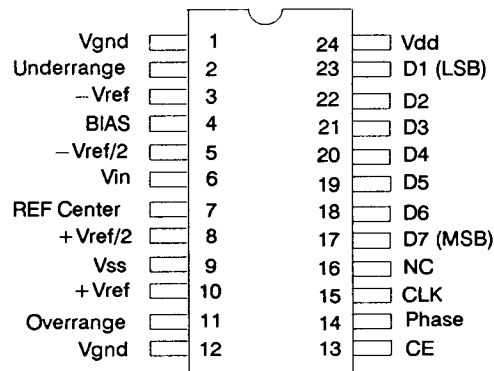 Vgnd 1 24 Vdd
Underrange 2 23 D1 (LSB)
−Vref 3 22 D2
BIAS 4 21 D3
−Vref/2 5 20 D4
Vin 6 19 D5
REF Center 7 18 D6
+Vref/2 8 17 D7 (MSB)
Vss 9 16 NC
+Vref 10 15 CLK
Overrange 11 14 Phase
Vgnd 12 13 CE